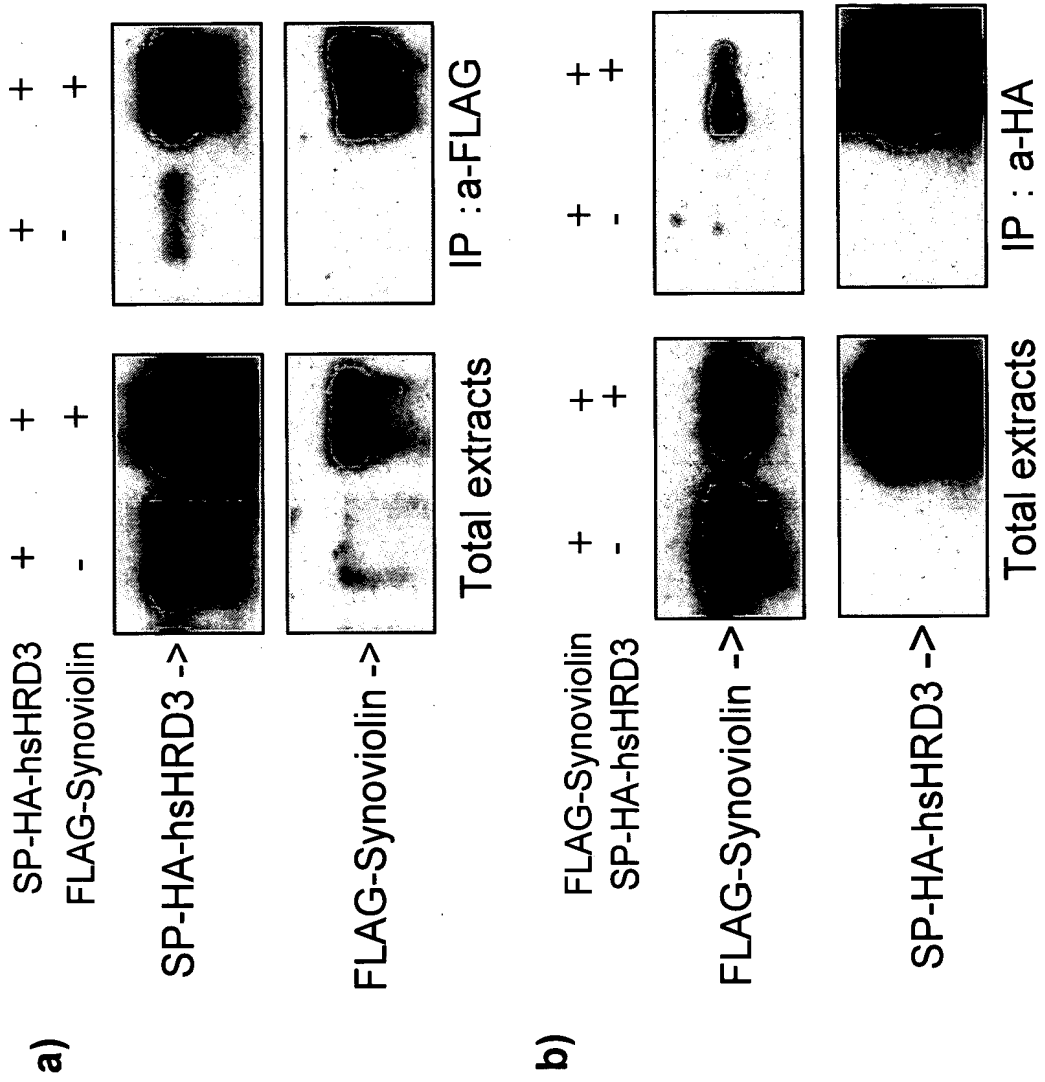 a)
SP-HA-hsHRD3 + + + +
FLAG-Synoviolin - + - +
SP-HA-hsHRD3 ->
FLAG-Synoviolin ->
Total extracts IP : a-FLAG
b)
FLAG-Synoviolin + + + +
SP-HA-hsHRD3 - + - +
FLAG-Synoviolin ->
SP-HA-hsHRD3 ->
Total extracts IP : a-HA